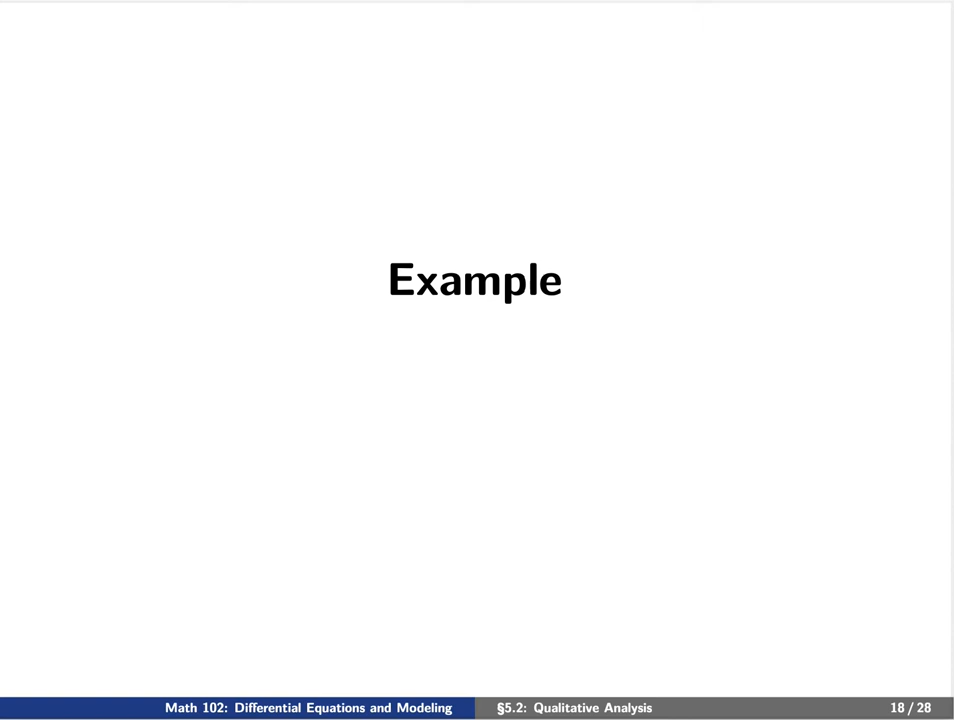 Example
Math 102: Differential Equations and Modeling §5.2: Qualitative Analysis 18 / 28